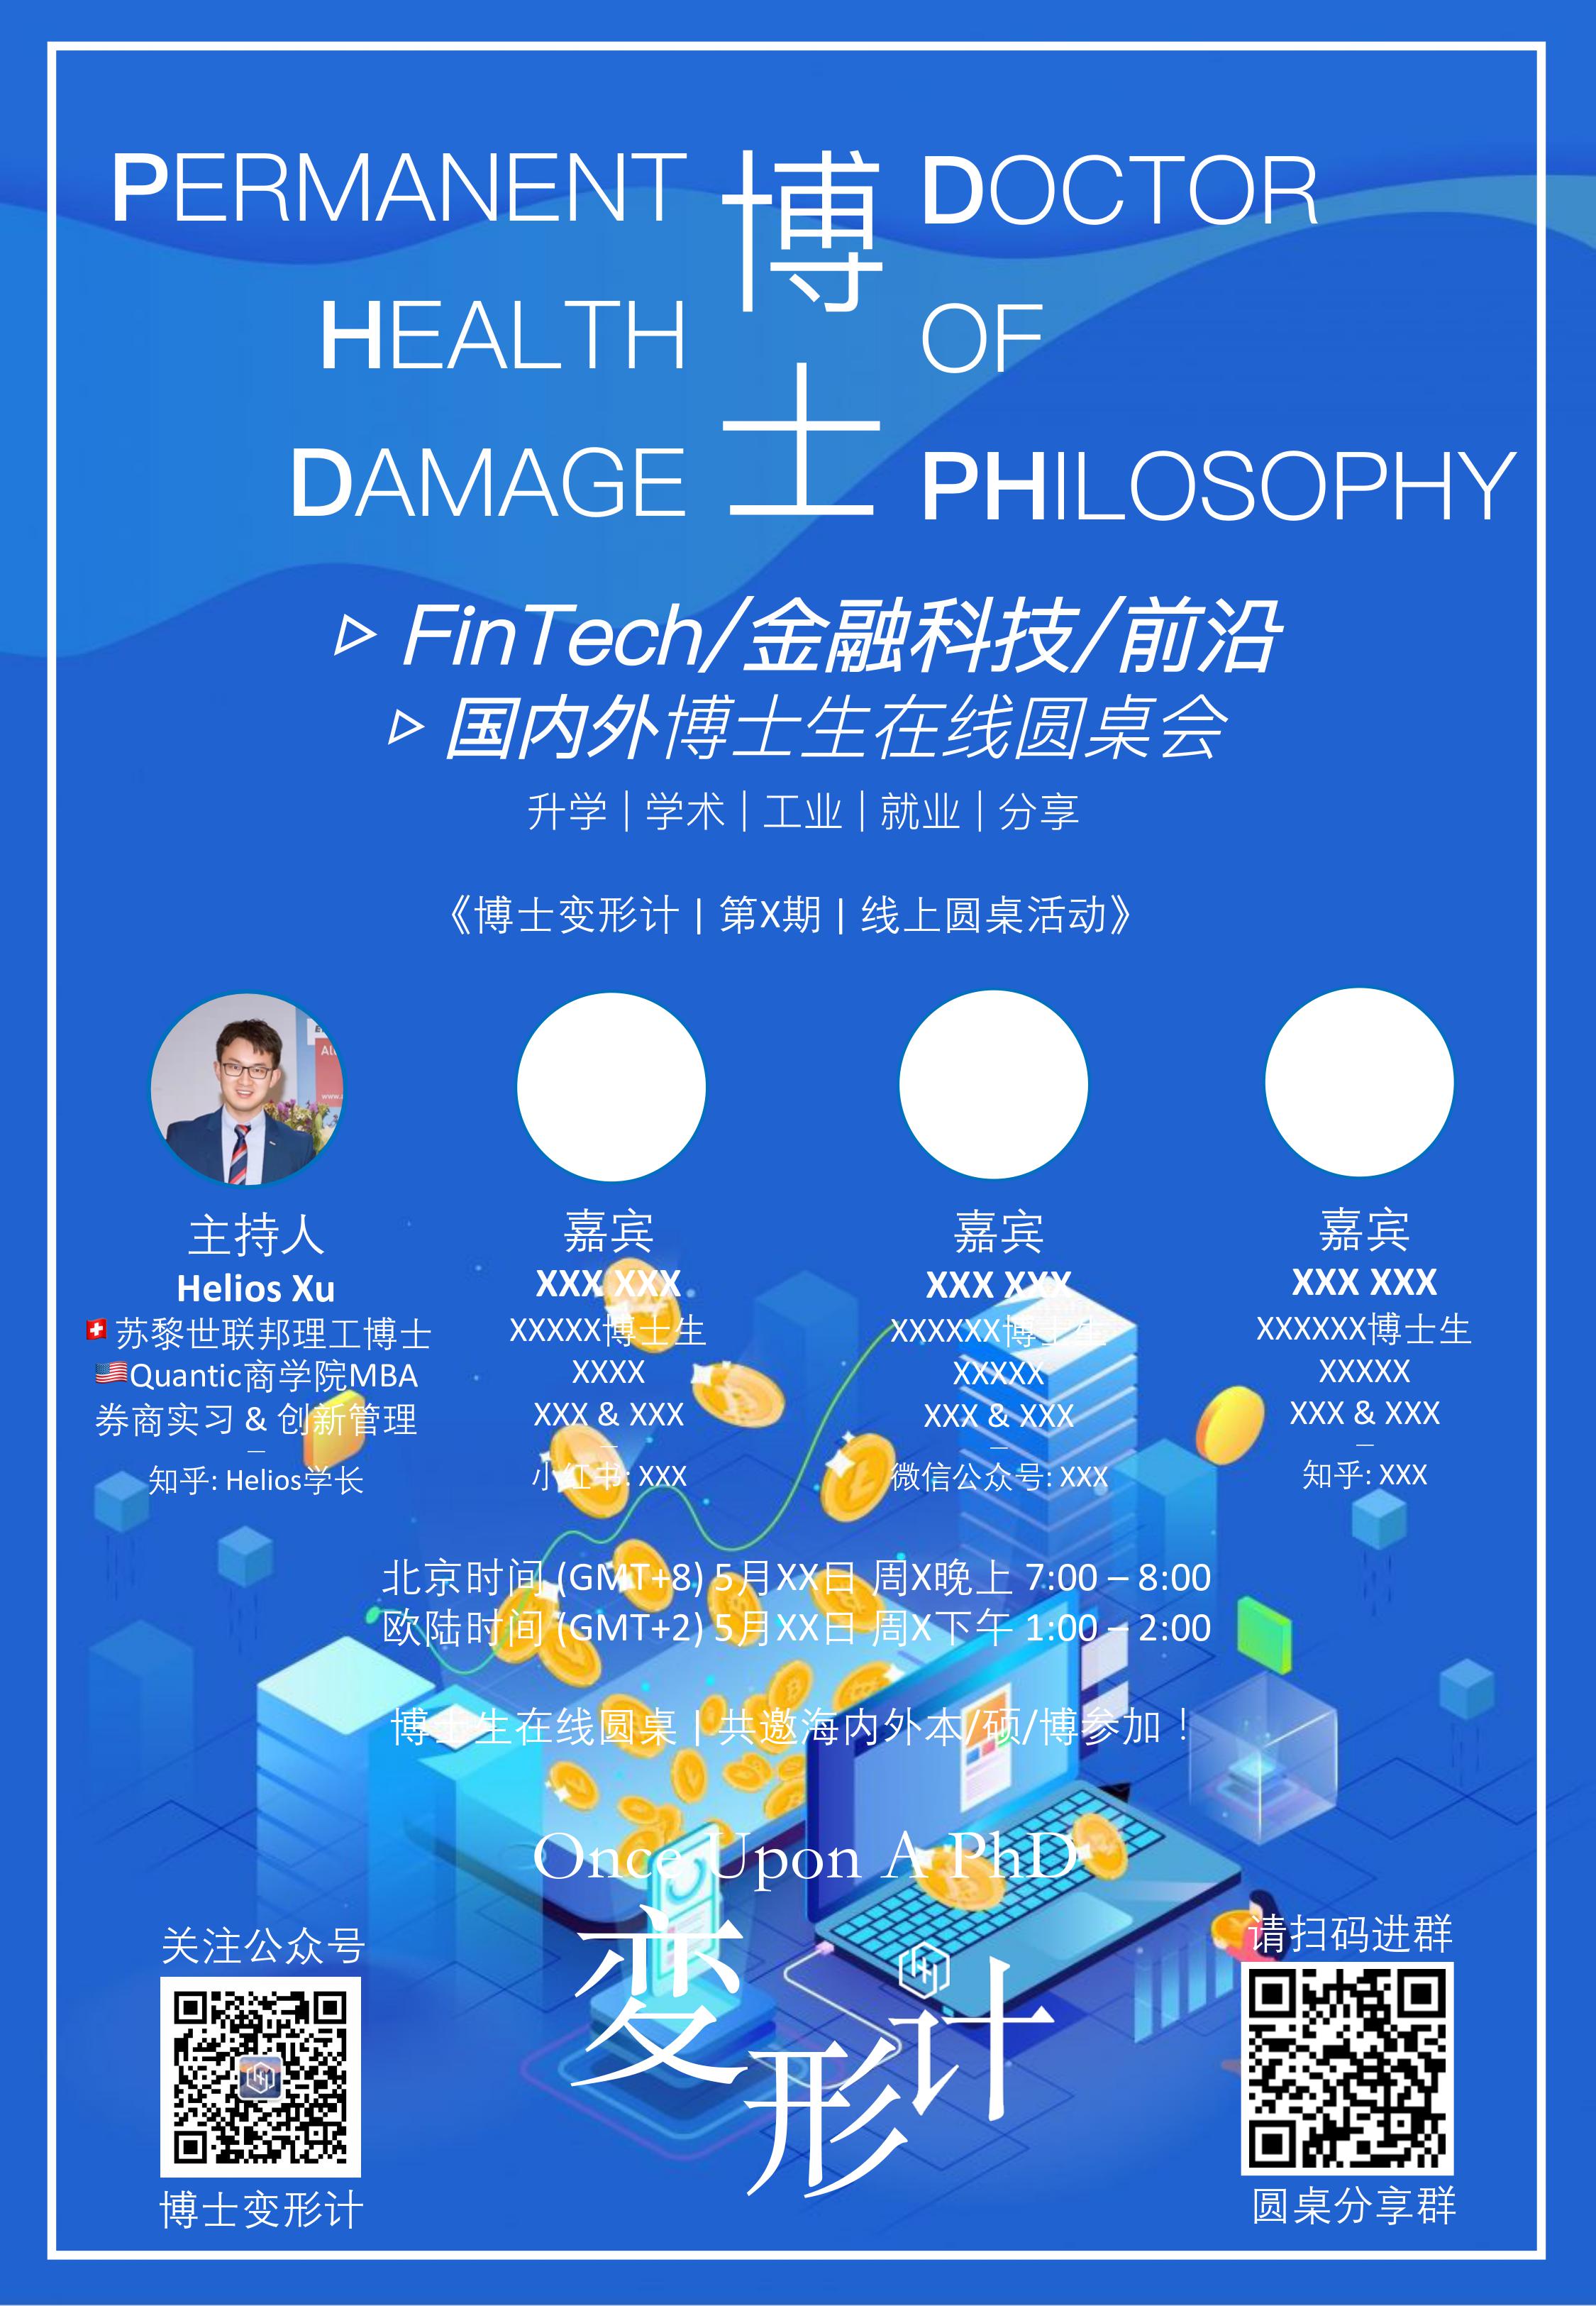 PERMANENT
HEALTH
DAMAGE
博
士
DOCTOR
OF
PHILOSOPHY
FinTech/金融科技/前沿
国内外博士生在线圆桌会
升学 | 学术 | 工业 | 就业 | 分享
《博士变形计 | 第X期 | 线上圆桌活动》
主持人
Helios Xu
苏黎世联邦理工博士
Quantic商学院MBA
券商实习 & 创新管理
—
知乎: Helios学长
嘉宾
XXX XXX
XXXXX博士生
XXXX
XXX & XXX
—
小红书: XXX
嘉宾
XXX XXX
XXXXXX博士生
XXXXX
XXX & XXX
—
微信公众号: XXX
嘉宾
XXX XXX
XXXXXX博士生
XXXXX
XXX & XXX
—
知乎: XXX
北京时间 (GMT+8) 5月XX日 周X晚上 7:00 – 8:00
欧陆时间 (GMT+2) 5月XX日 周X下午 1:00 – 2:00
博士生在线圆桌 | 共邀海内外本/硕/博参加！
Once Upon A PhD
変形计
关注公众号
博士变形计
请扫码进群
圆桌分享群